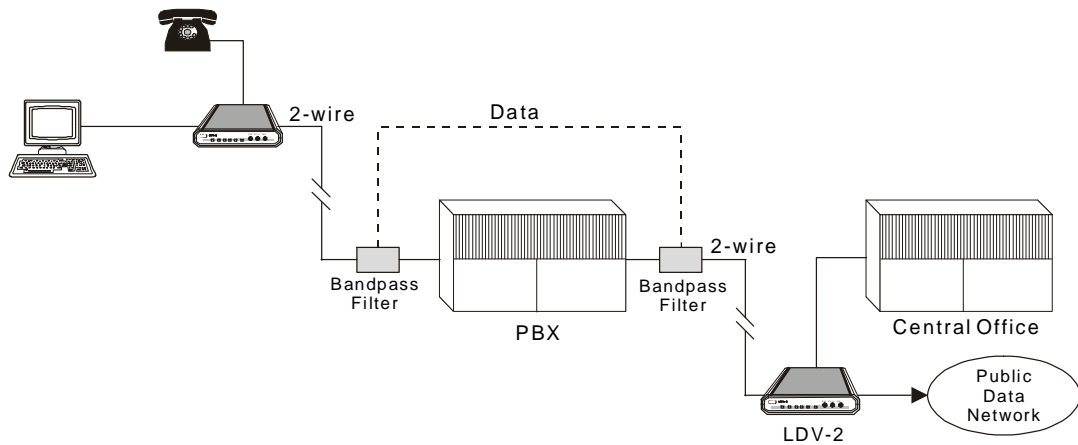 2-wire
Data
Bandpass
Filter
PBX
2-wire
Bandpass
Filter
Central Office
LDV-2
Public
Data
Network